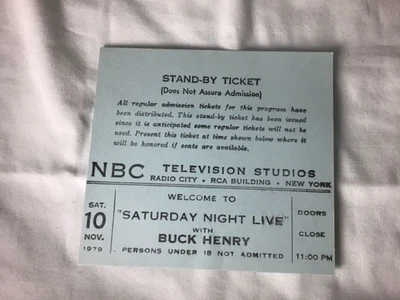 STAND-BY TICKET
(Does Not Assure Admission)
All regular admission tickets for this program have
been distributed. This stand-by ticket has been issued
since it is anticipated some regular tickets will not be
used. Present this ticket at time shown below where it
will be honored if seats are available.
NBC TELEVISION STUDIOS
RADIO CITY · RCA BUILDING · NEW YORK
SAT.
10
NOV.
1979
WELCOME TO
"SATURDAY NIGHT LIVE"
WITH
BUCK HENRY
PERSONS UNDER 18 NOT ADMITTED
DOORS
CLOSE
11:00 PM